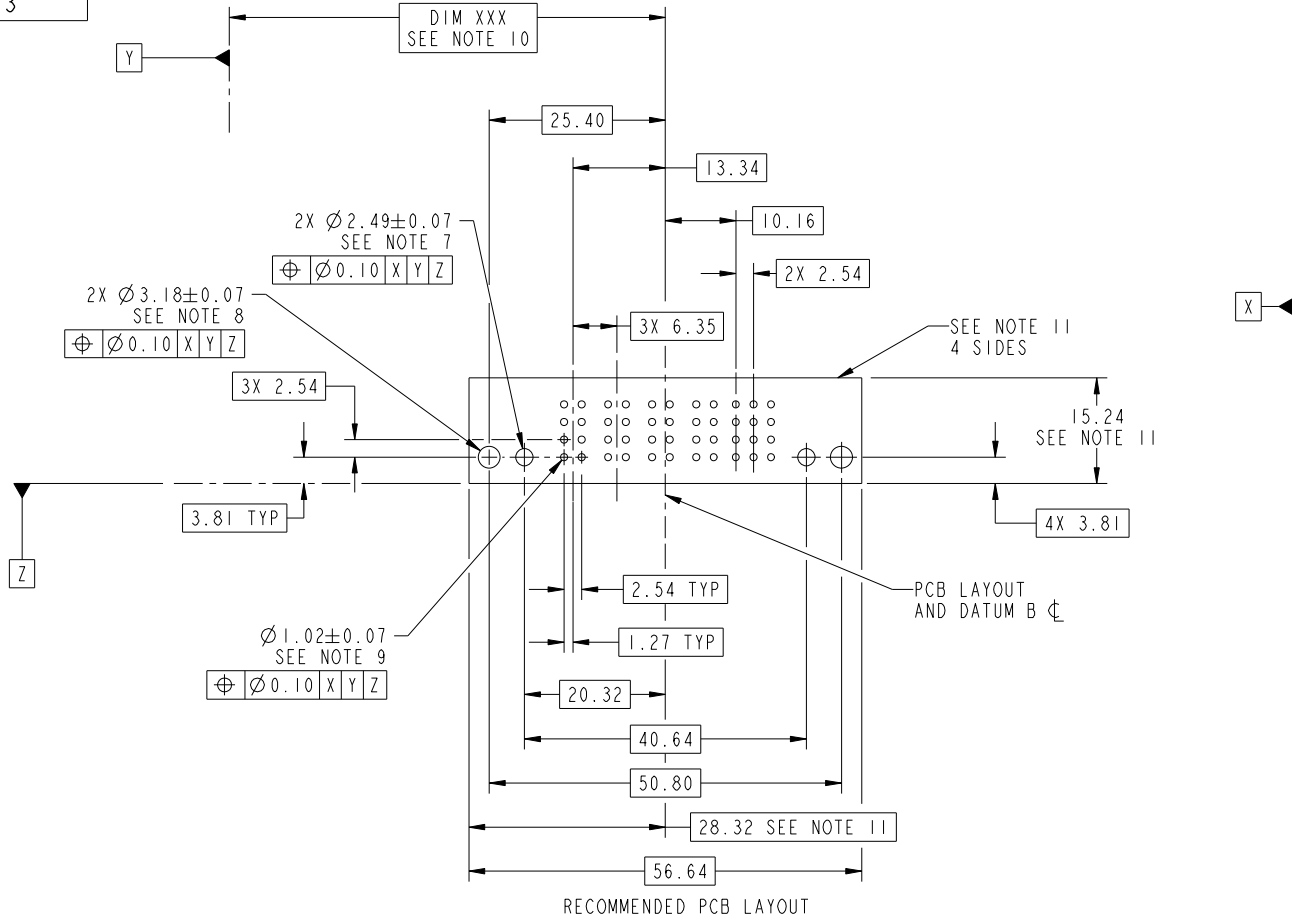 3
DIM XXX
SEE NOTE 10
Y
25.40
13.34
10.16
2X Ø2.49±0.07
SEE NOTE 7
⌖ Ø0.10 X Y Z
2X 2.54
2X Ø3.18±0.07
SEE NOTE 8
⌖ Ø0.10 X Y Z
X
3X 6.35
SEE NOTE 11
4 SIDES
3X 2.54
15.24
SEE NOTE 11
3.81 TYP
4X 3.81
Z
2.54 TYP
PCB LAYOUT
AND DATUM B ℄
Ø1.02±0.07
SEE NOTE 9
⌖ Ø0.10 X Y Z
1.27 TYP
20.32
40.64
50.80
28.32 SEE NOTE 11
56.64
RECOMMENDED PCB LAYOUT